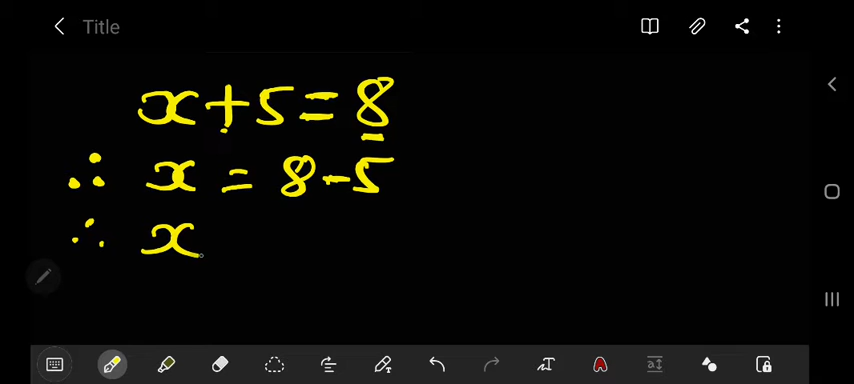 Title
x+5=8
∴ x = 8-5
∴ x